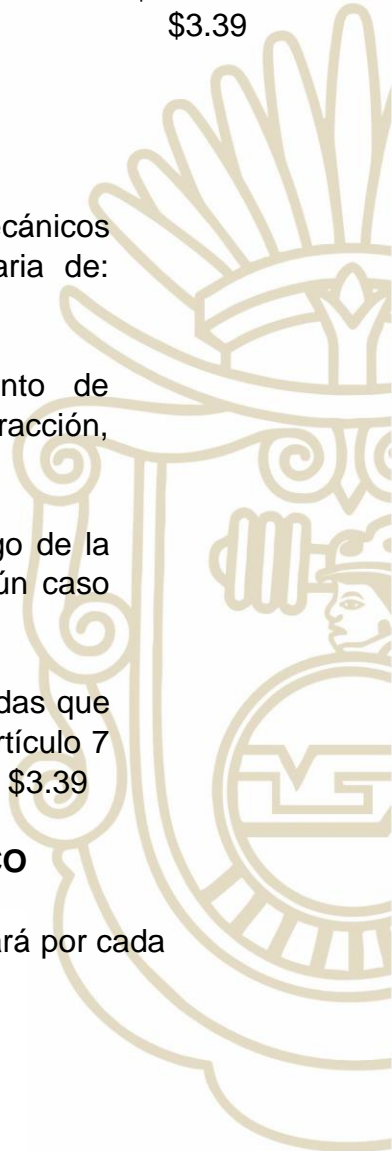 $3.39
ecánicos
aria de:
nto de
racción,
go de la
ún caso
das que
rtículo 7
$3.39
CO
ará por cada